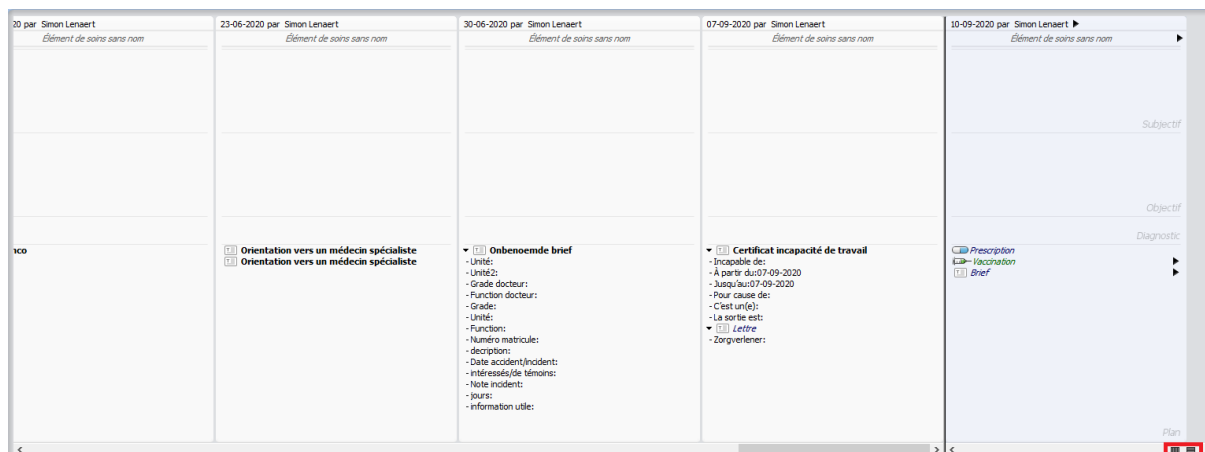 20 par Simon Lenaert
Élément de soins sans nom
nco
23-06-2020 par Simon Lenaert
Élément de soins sans nom
Orientation vers un médecin spécialiste
Orientation vers un médecin spécialiste
30-06-2020 par Simon Lenaert
Élément de soins sans nom
Onbenoemde brief
- Unité:
- Unité2:
- Grade docteur:
- Function docteur:
- Grade:
- Unité:
- Function:
- Numéro matricule:
- decription:
- Date accident/incident:
- intéressés/de témoins:
- Note incident:
- jours:
- information utile:
07-09-2020 par Simon Lenaert
Élément de soins sans nom
Certificat incapacité de travail
- Incapable de:
- À partir du:07-09-2020
- Jusqu'au:07-09-2020
- Pour cause de:
- C'est un(e):
- La sortie est:
Lettre
- Zorgverlener:
10-09-2020 par Simon Lenaert
Élément de soins sans nom
Subjectif
Objectif
Diagnostic
Prescription
Vaccination
Brief
Plan